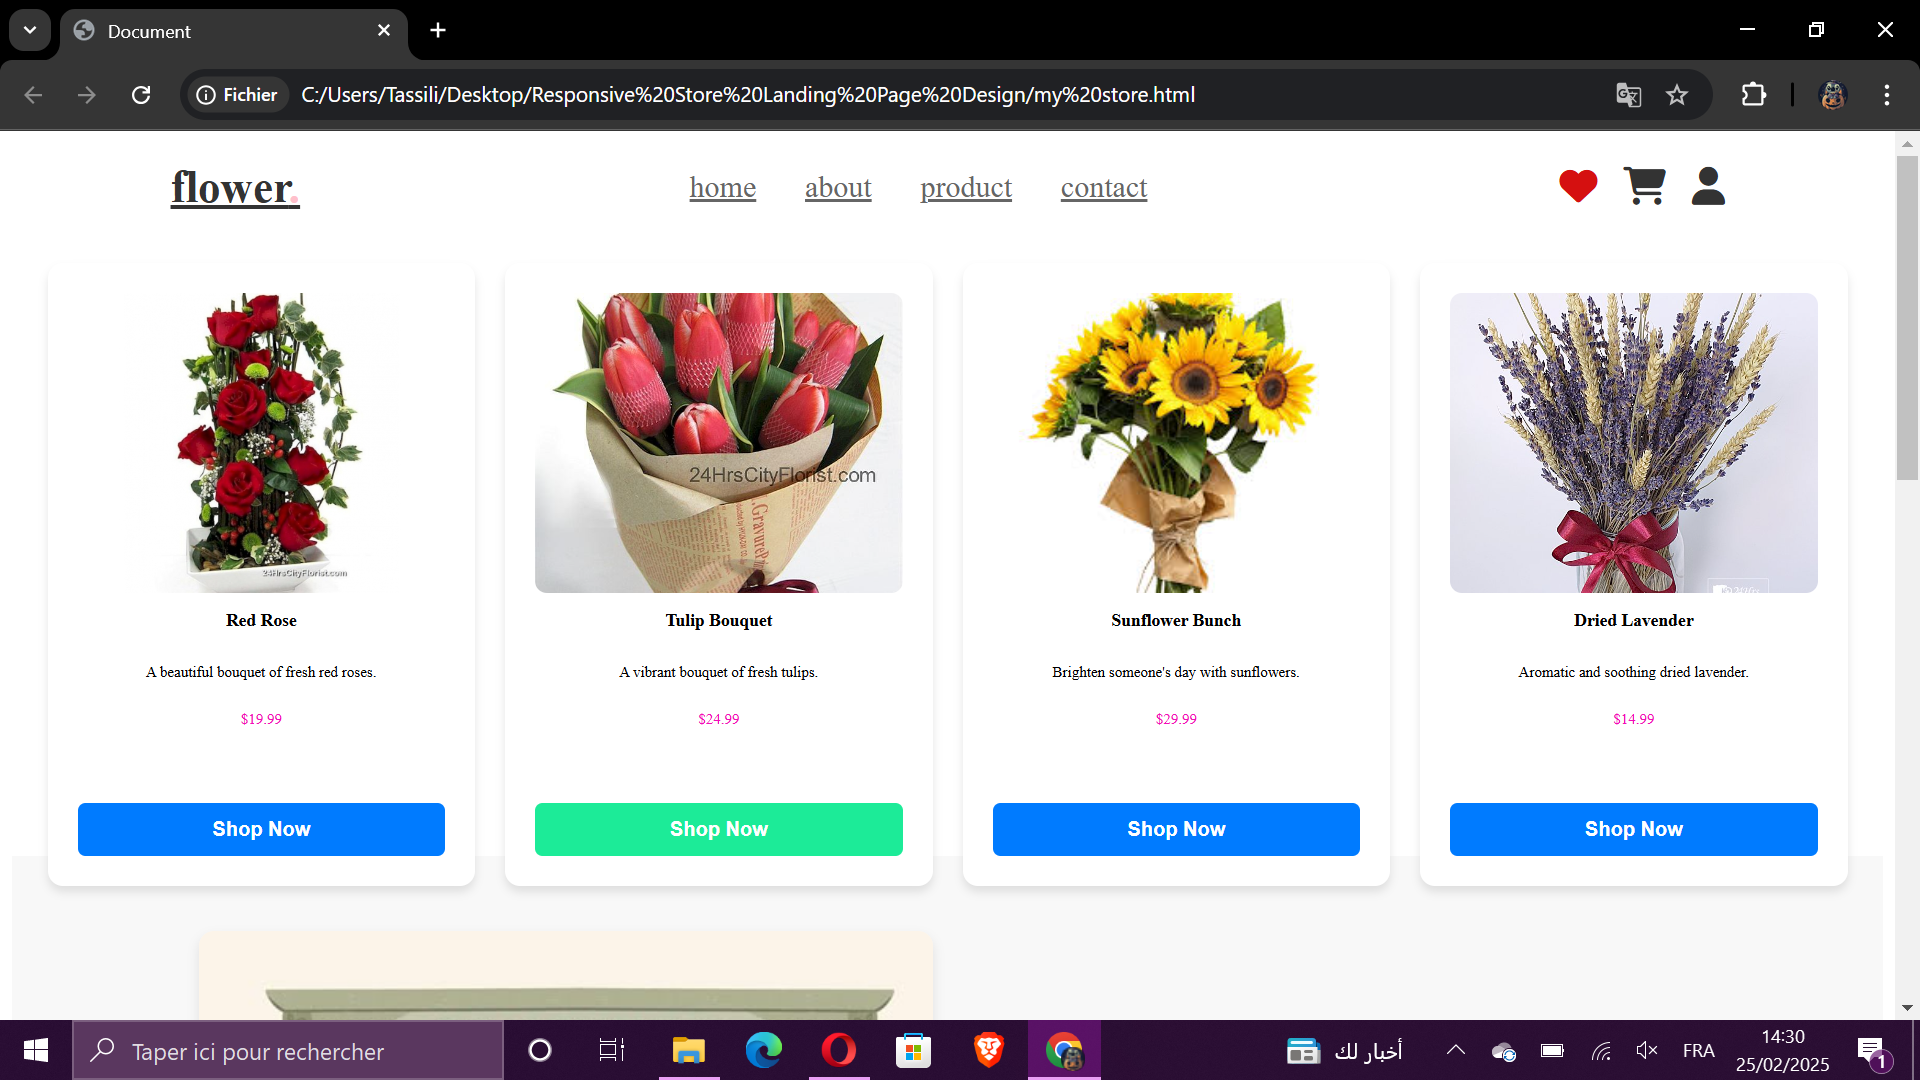 Document
Fichier
C:/Users/Tassili/Desktop/Responsive%20Store%20Landing%20Page%20Design/my%20store.html
flower.
home
about
product
contact
24HrsCityFlorist.com
24HrsCityFlorist.com
Red Rose
Tulip Bouquet
Sunflower Bunch
Dried Lavender
A beautiful bouquet of fresh red roses.
A vibrant bouquet of fresh tulips.
Brighten someone's day with sunflowers.
Aromatic and soothing dried lavender.
$19.99
$24.99
$29.99
$14.99
Shop Now
Shop Now
Shop Now
Shop Now
Taper ici pour rechercher
أخبار لك
FRA
14:30
25/02/2025
1